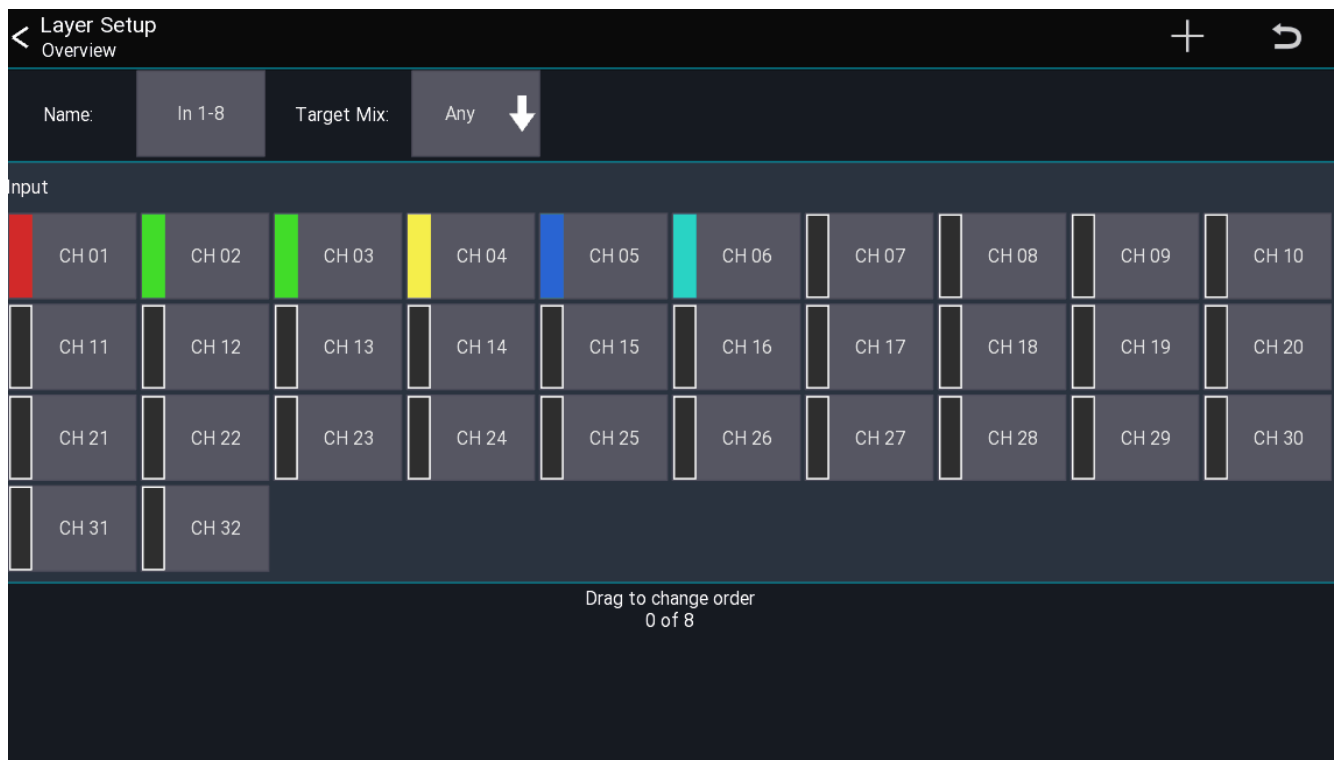 Layer Setup
Overview
Name: In 1-8 Target Mix: Any
Input
CH 01 CH 02 CH 03 CH 04 CH 05 CH 06 CH 07 CH 08 CH 09 CH 10
CH 11 CH 12 CH 13 CH 14 CH 15 CH 16 CH 17 CH 18 CH 19 CH 20
CH 21 CH 22 CH 23 CH 24 CH 25 CH 26 CH 27 CH 28 CH 29 CH 30
CH 31 CH 32
Drag to change order
0 of 8